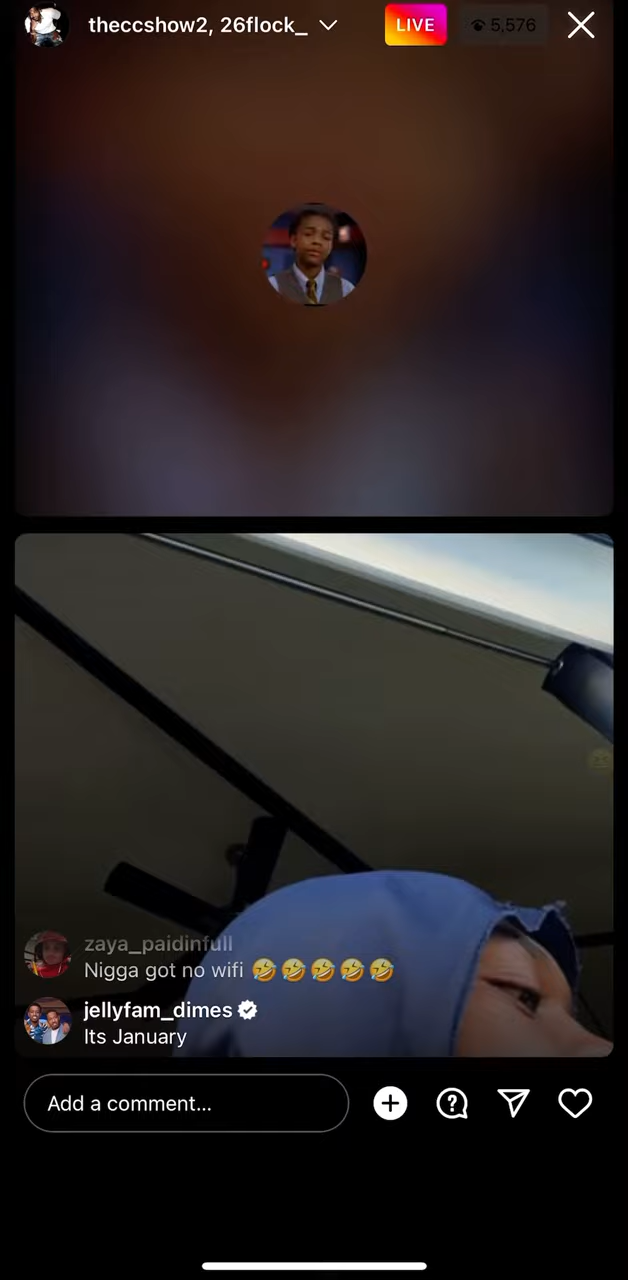 theccshow2, 26flock_
LIVE
5,576
zaya_paidinfull
Nigga got no wifi 🤣🤣🤣🤣🤣
jellyfam_dimes
Its January
Add a comment...